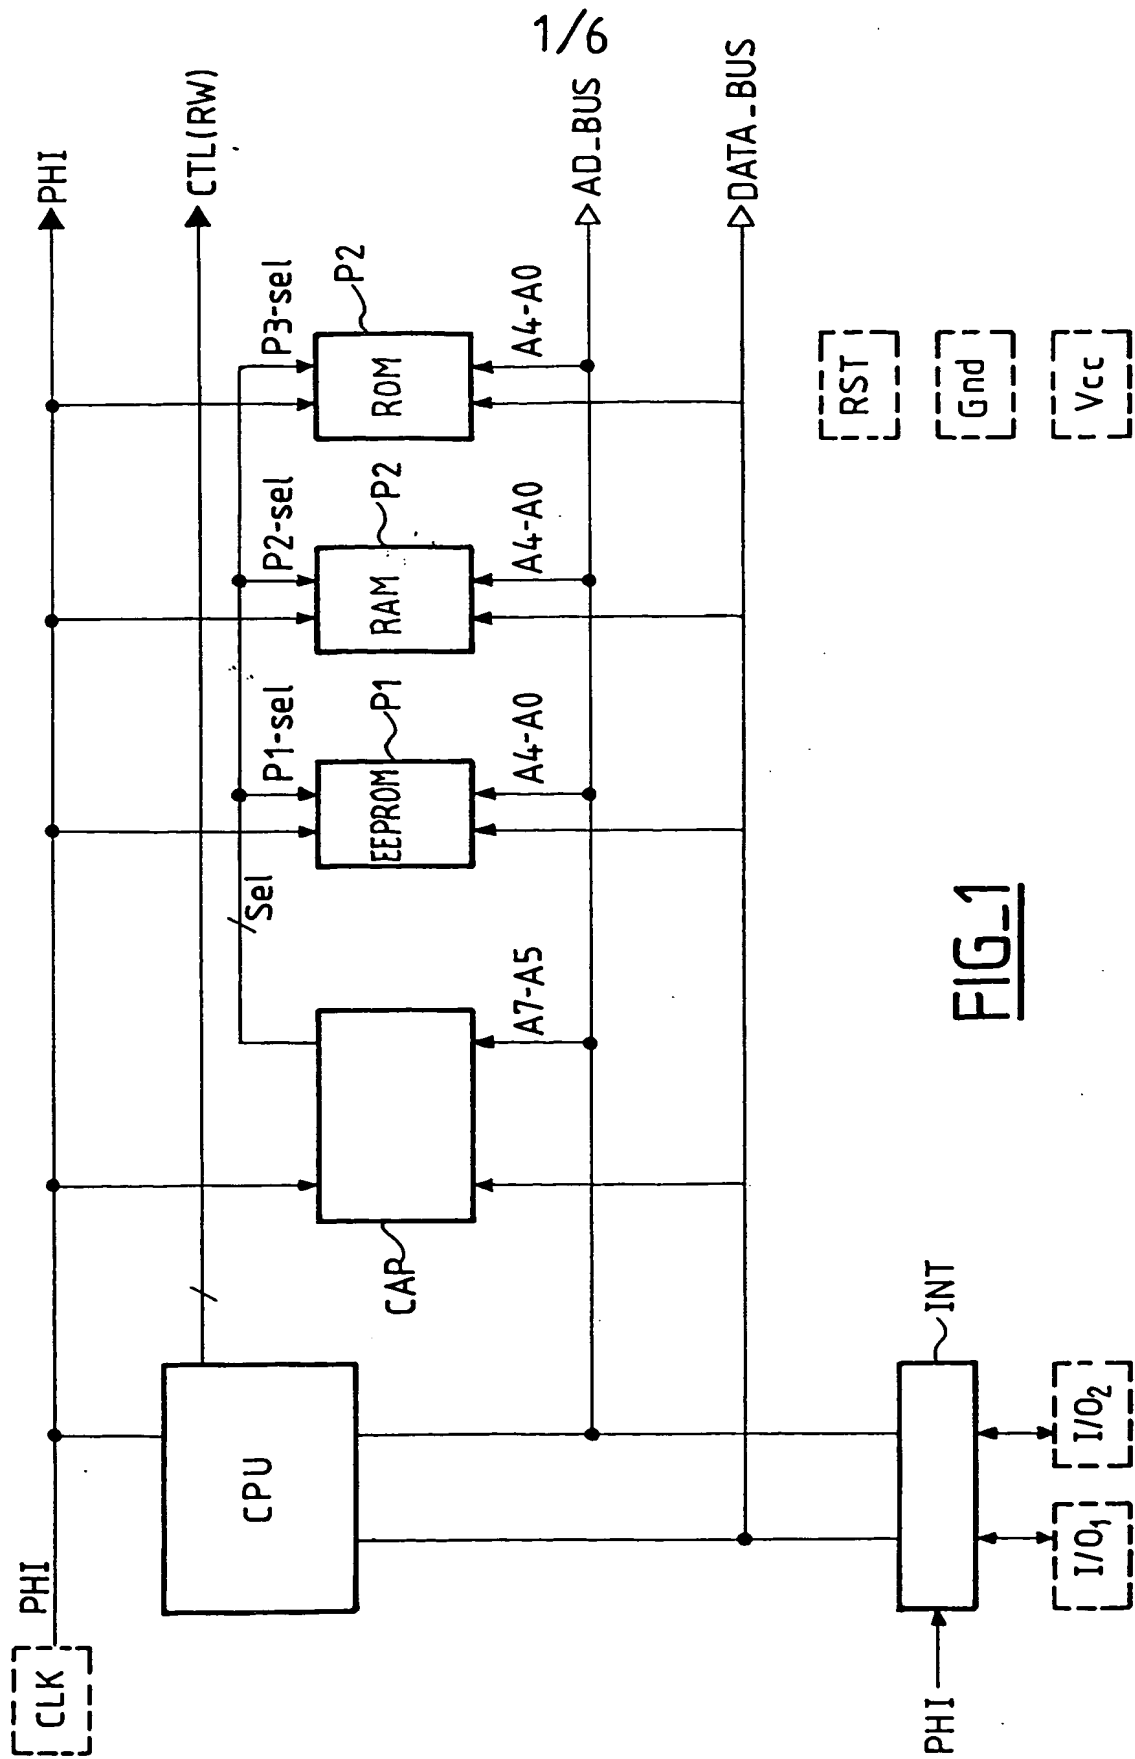 1/6
CLK
PHI
PHI
CTL(RW)
CPU
Sel
P1-sel
P2-sel
P3-sel
CAP
EEPROM
P1
RAM
P2
ROM
P2
A7-A5
A4-A0
A4-A0
A4-A0
AD_BUS
DATA_BUS
PHI
INT
I/O1
I/O2
RST
Gnd
Vcc
FIG_1